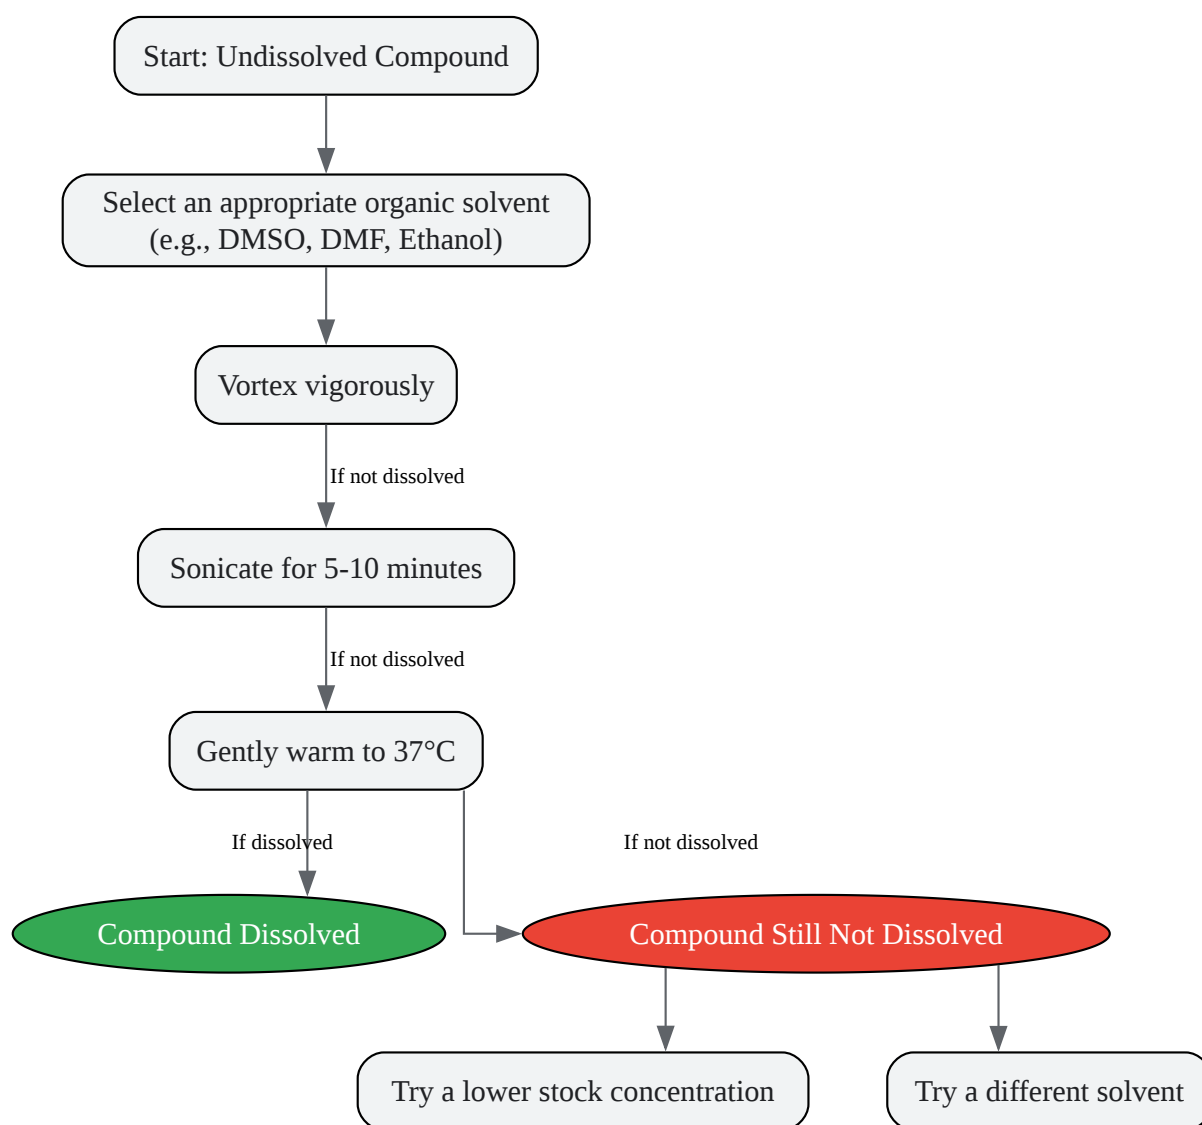 Start: Undissolved Compound
Select an appropriate organic solvent
(e.g., DMSO, DMF, Ethanol)
Vortex vigorously
If not dissolved
Sonicate for 5-10 minutes
If not dissolved
Gently warm to 37°C
If dissolved
If not dissolved
Compound Dissolved
Compound Still Not Dissolved
Try a lower stock concentration
Try a different solvent